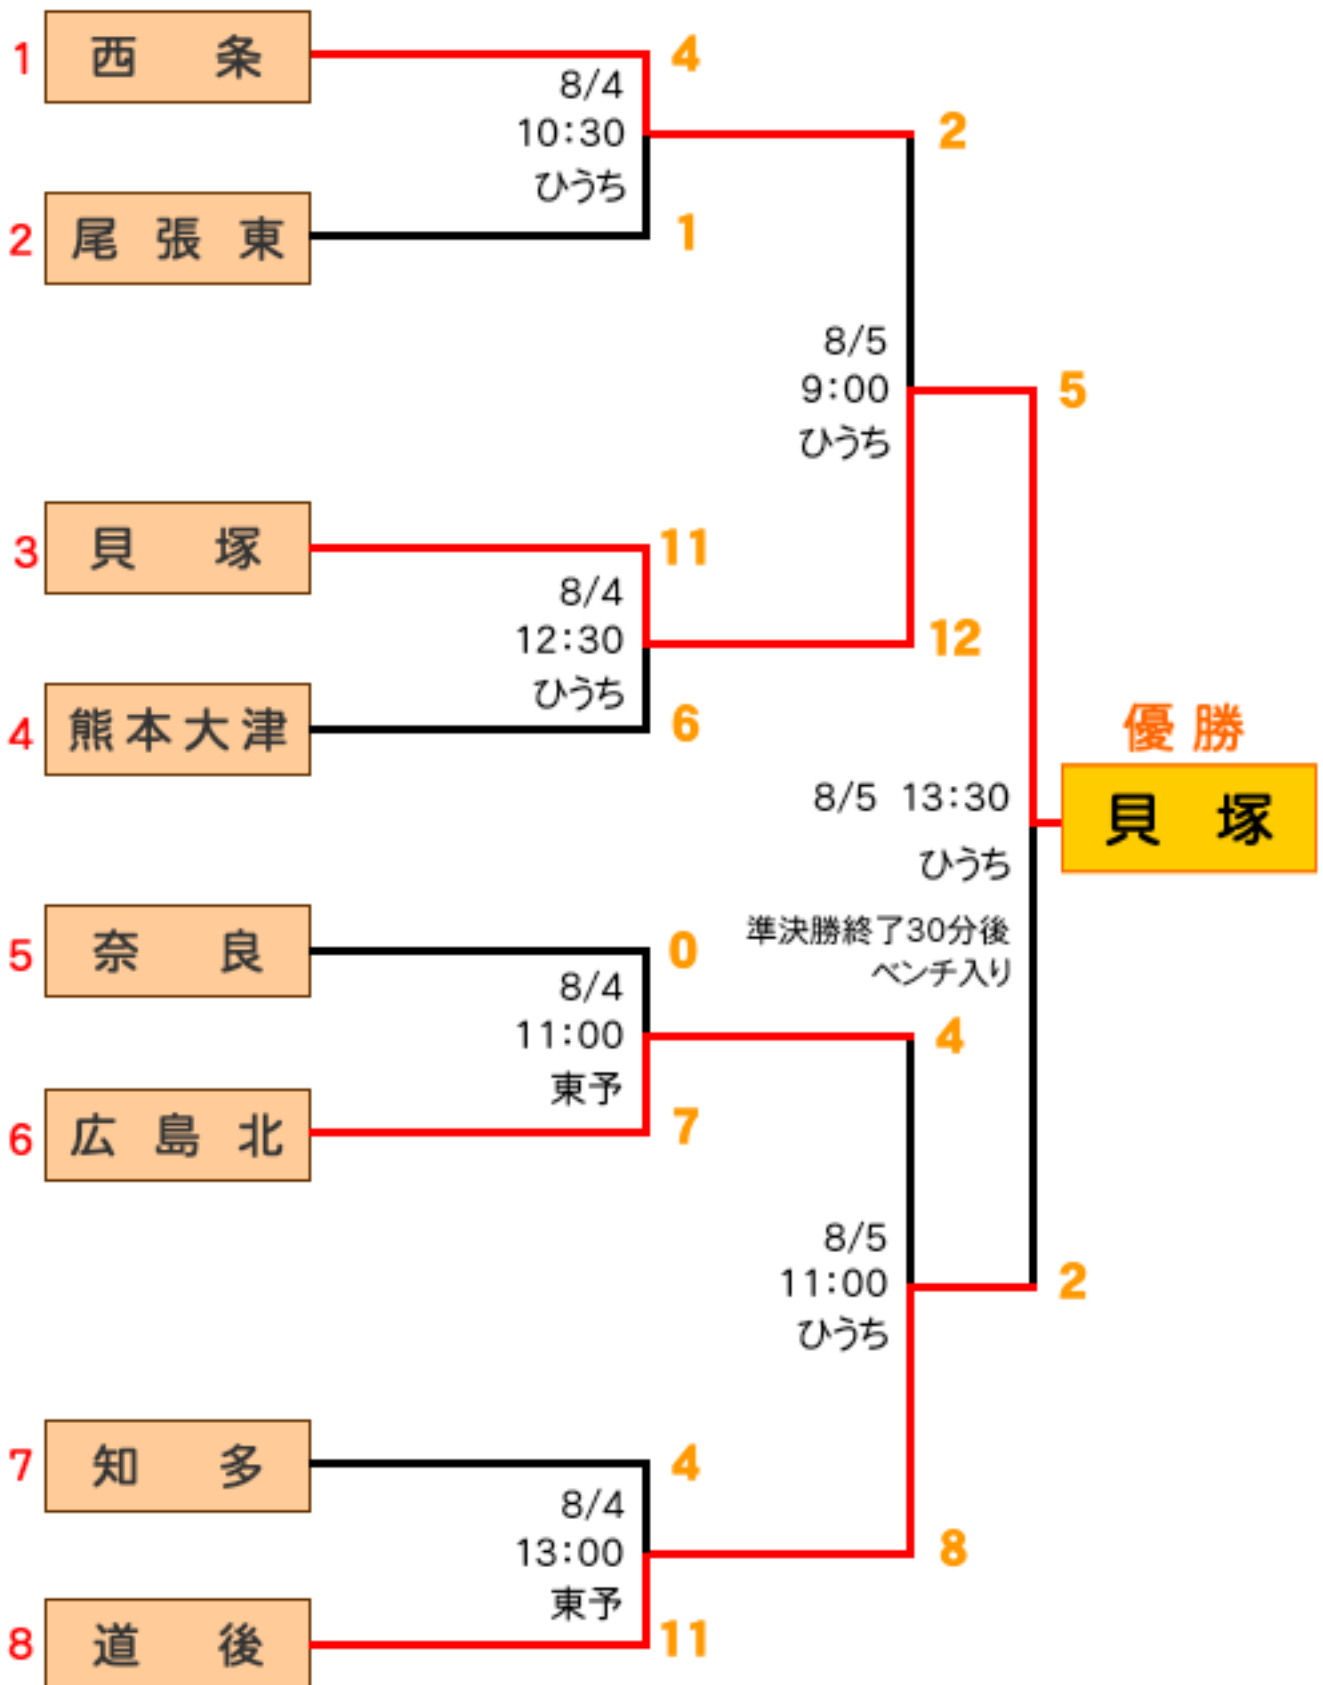 1 西条
4
8/4
10:30
ひうち
2 尾張東
1
2
8/5
9:00
ひうち
5
3 貝塚
11
8/4
12:30
ひうち
4 熊本大津
6
12
優勝
貝塚
8/5 13:30
ひうち
準決勝終了30分後
ベンチ入り
5 奈良
0
8/4
11:00
東予
6 広島北
7
4
8/5
11:00
ひうち
2
7 知多
4
8/4
13:00
東予
8 道後
11
8